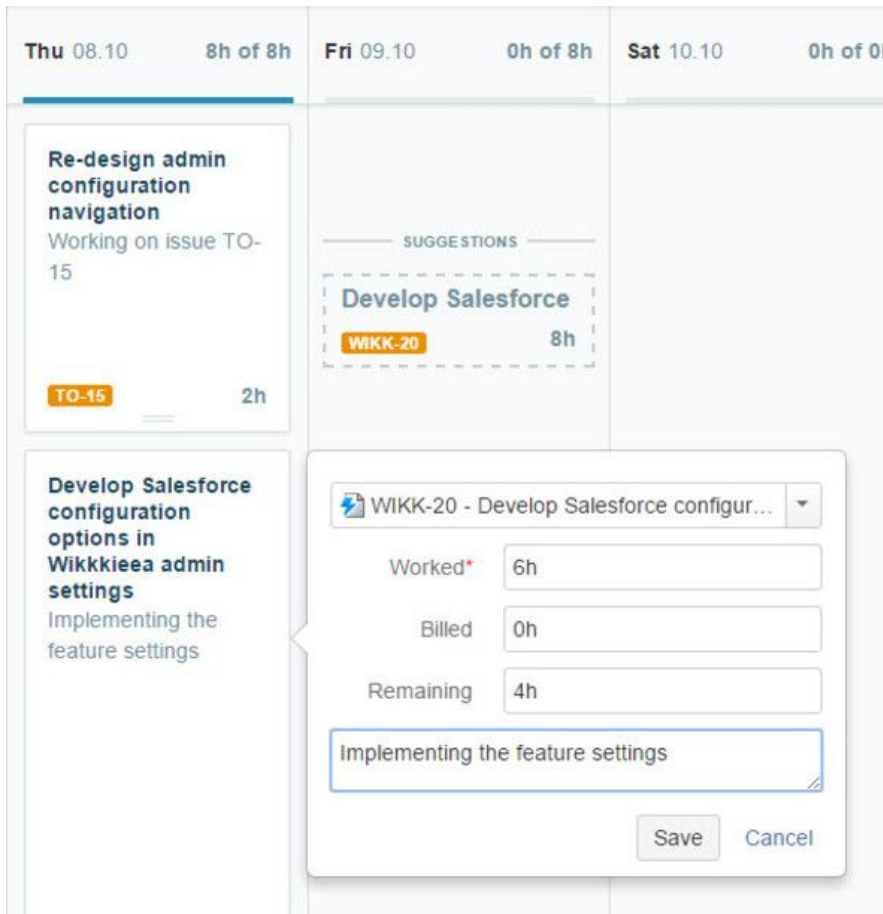 Thu 08.10 8h of 8h Fri 09.10 0h of 8h Sat 10.10 0h of 0h
Re-design admin
configuration
navigation
Working on issue TO-
15
TO-15 2h
Develop Salesforce
configuration
options in
Wikkkieea admin
settings
Implementing the
feature settings
SUGGESTIONS
Develop Salesforce
WIKK-20 8h
WIKK-20 - Develop Salesforce configur...
Worked* 6h
Billed 0h
Remaining 4h
Implementing the feature settings
Save Cancel